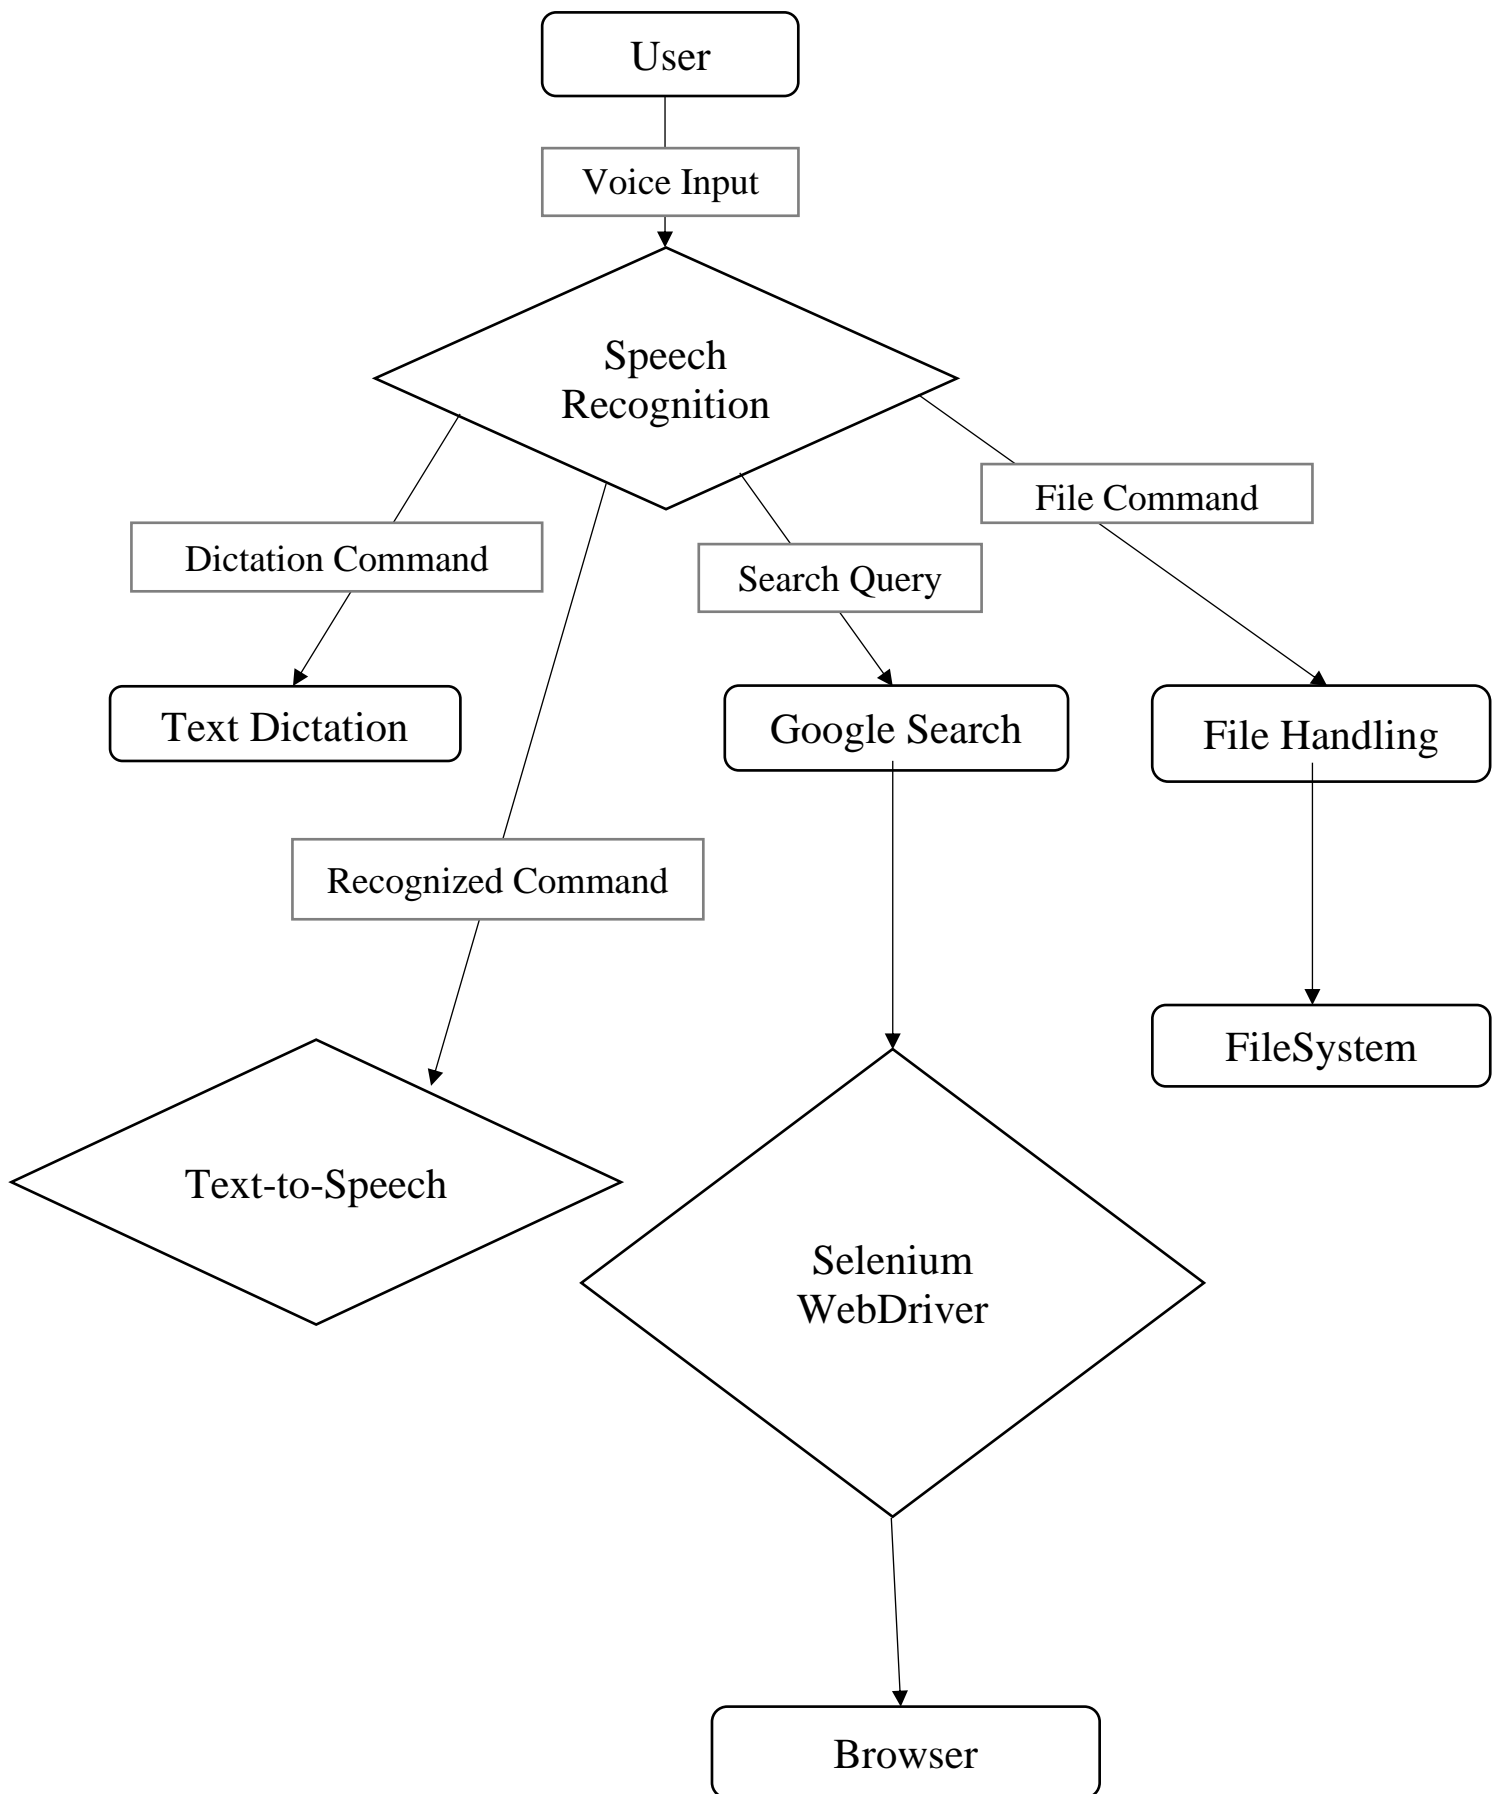 User
Voice Input
Speech
Recognition
File Command
Dictation Command
Search Query
Text Dictation
Google Search
File Handling
Recognized Command
FileSystem
Text-to-Speech
Selenium
WebDriver
Browser